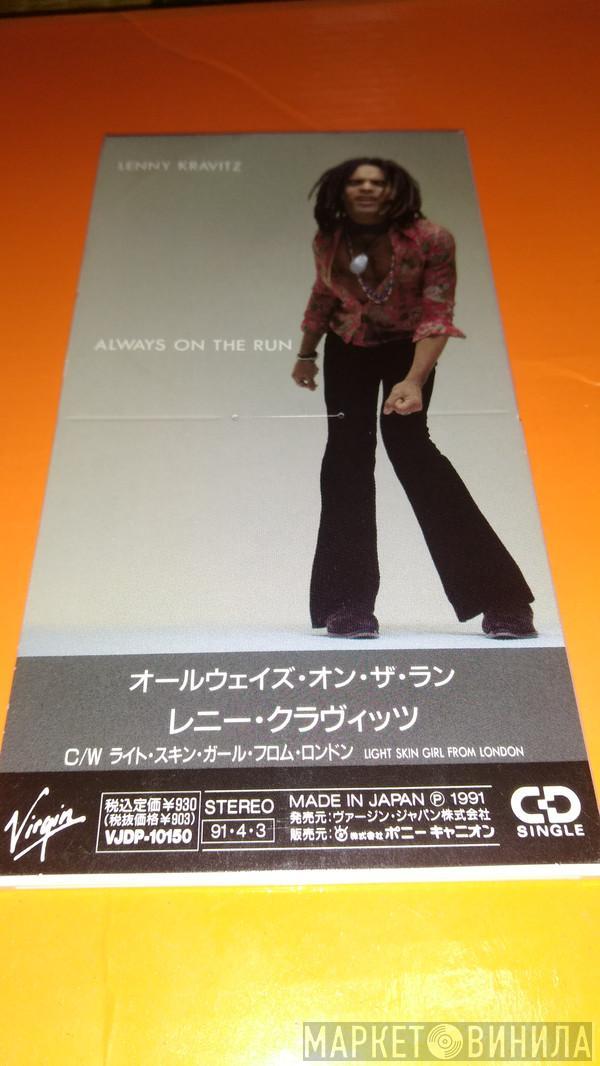 LENNY KRAVITZ
ALWAYS ON THE RUN
オールウェイズ・オン・ザ・ラン
レニー・クラヴィッツ
C/W ライト・スキン・ガール・フロム・ロンドン LIGHT SKIN GIRL FROM LONDON
Virgin
税込定価¥930
(税抜価格¥903)
VJDP-10150
STEREO
91・4・3
MADE IN JAPAN Ⓟ 1991
発売元:ヴァージン・ジャパン株式会社
販売元: 株式会社 ポニー キャニオン
CD
SINGLE
МАРКЕТ ВИНИЛА